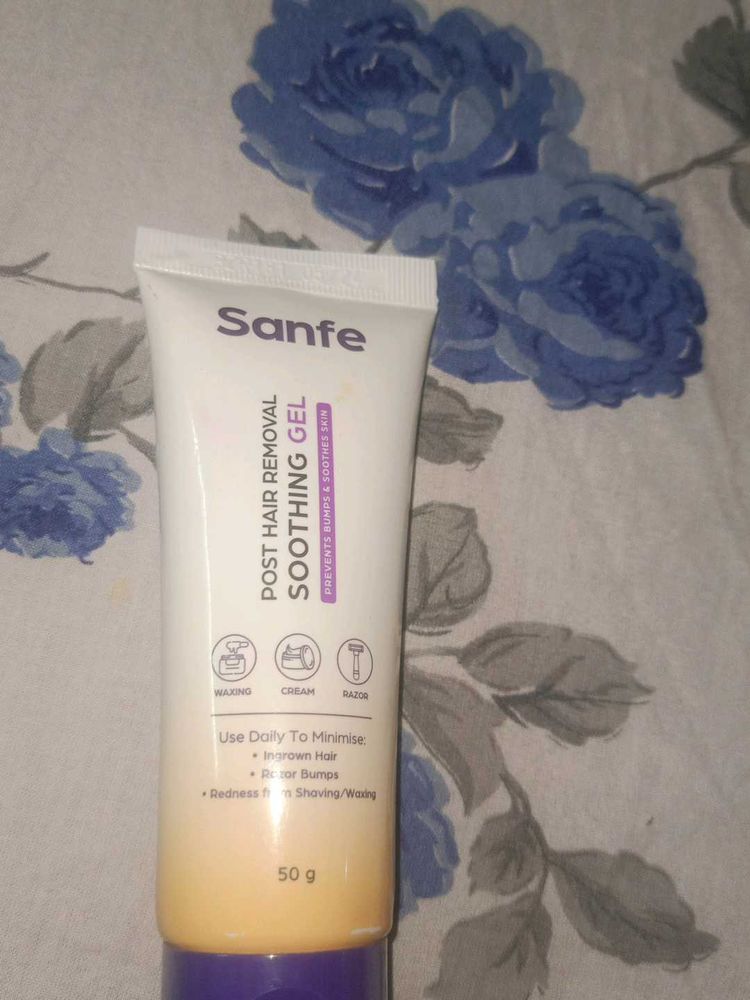 Sanfe
POST HAIR REMOVAL
SOOTHING GEL
PREVENTS BUMPS & SOOTHES SKIN
WAXING CREAM RAZOR
Use Daily To Minimise:
• Ingrown Hair
• Razor Bumps
• Redness from Shaving/Waxing
50 g